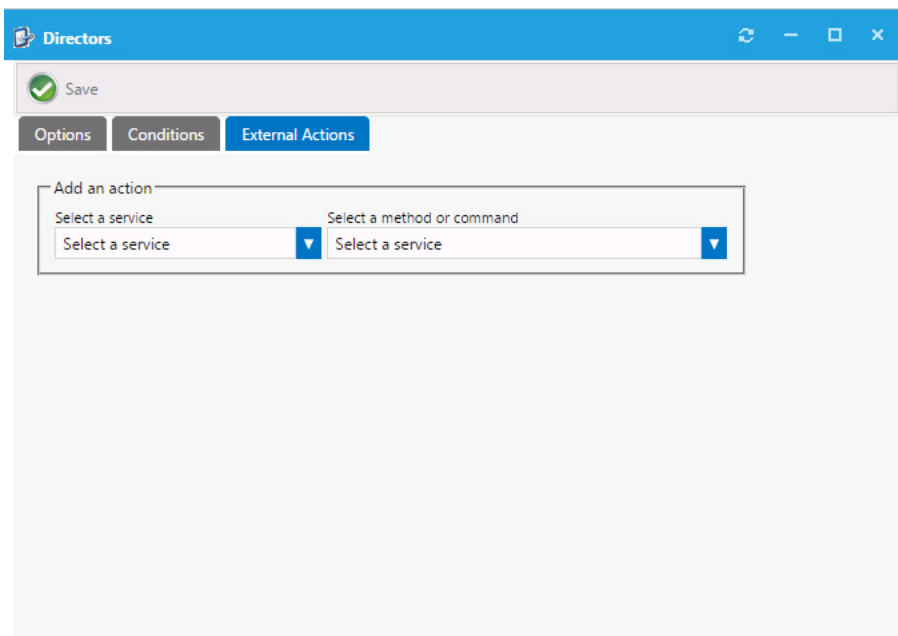 Directors
Save
Options Conditions External Actions
Add an action
Select a service Select a method or command
Select a service Select a service